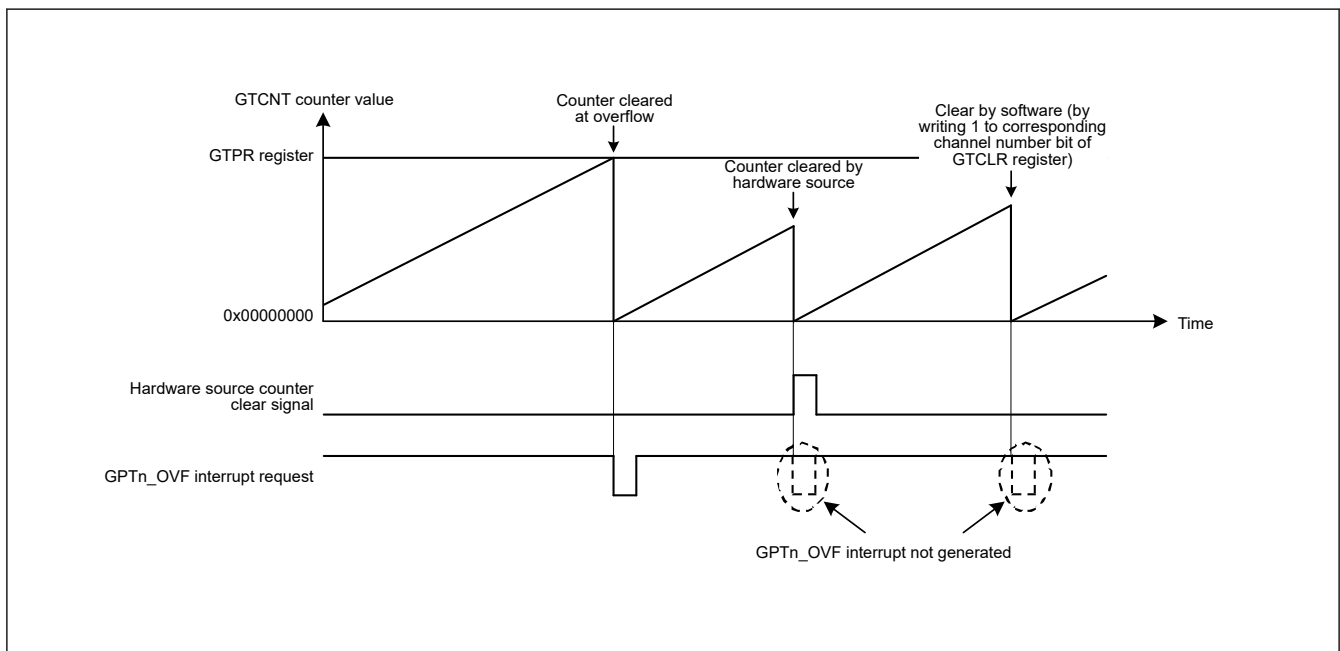 GTCNT counter value
Counter cleared
at overflow
Clear by software (by
writing 1 to corresponding
channel number bit of
GTCLR register)
GTPR register
Counter cleared by
hardware source
0x00000000
Time
Hardware source counter
clear signal
GPTn_OVF interrupt request
GPTn_OVF interrupt not generated